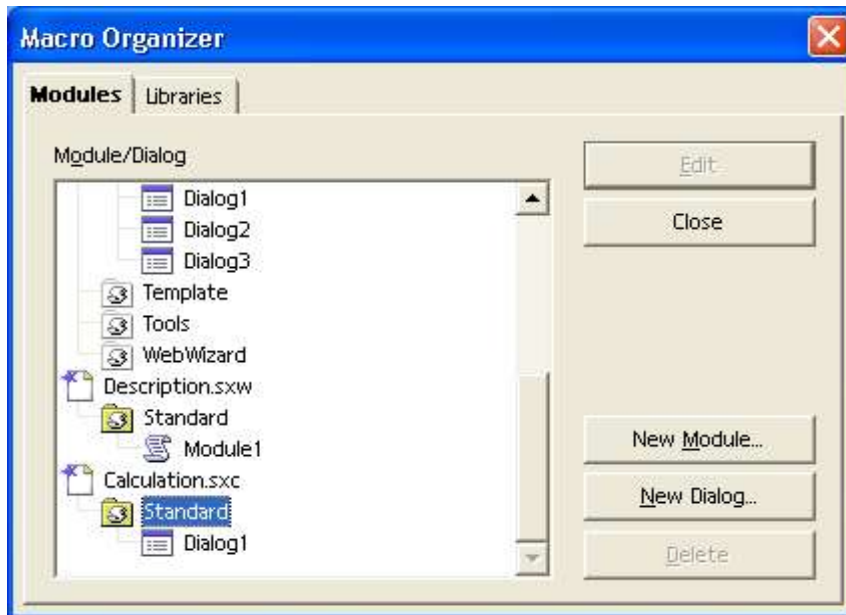 Macro Organizer
Modules
Libraries
Module/Dialog
Dialog1
Dialog2
Dialog3
Template
Tools
WebWizard
Description.sxw
Standard
Module1
Calculation.sxc
Standard
Dialog1
Edit
Close
New Module...
New Dialog...
Delete